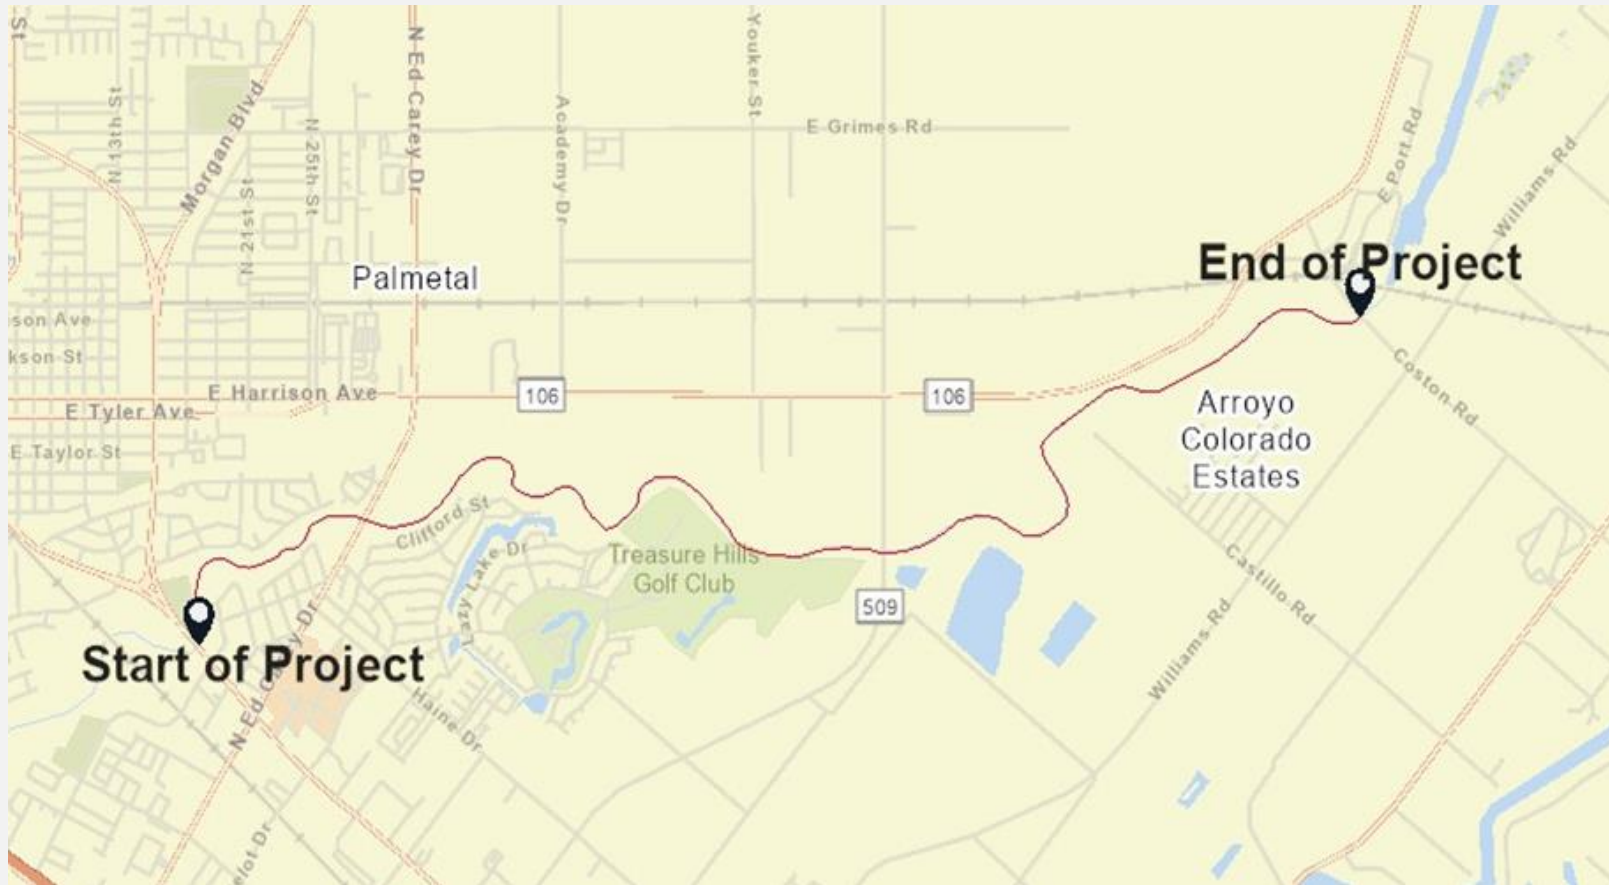 St
N 13th St
Morgan Blvd
N 21st St
N 25th St
N Ed Carey Dr
Academy Dr
Youker St
E Grimes Rd
E Port Rd
Williams Rd
End of Project
Palmetal
son Ave
kson St
E Harrison Ave
E Tyler Ave
E Taylor St
106
106
Coston Rd
Arroyo
Colorado
Estates
Clifford St
Lazy Lake Dr
Treasure Hills
Golf Club
509
Castillo Rd
Williams Rd
Start of Project
N Ed Carey Dr
Haine Dr
elot Dr